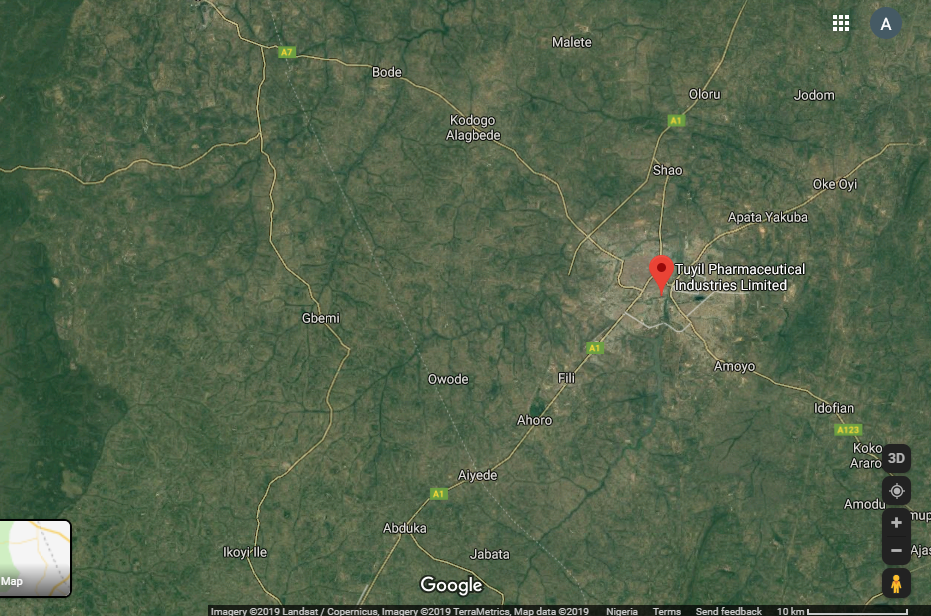 A
Malete
A7
Bode
Oloru
Jodom
Kodogo
Alagbede
A1
Shao
Oke Oyi
Apata Yakuba
Tuyil Pharmaceutical
Industries Limited
Gbemi
A1
Amoyo
Owode
Fili
Idofian
Ahoro
A123
Koko
Araro
3D
Aiyede
A1
Amodu
Abduka
Ikoyi Ile
Jabata
Map
Google
Imagery ©2019 Landsat / Copernicus, Imagery ©2019 TerraMetrics, Map data ©2019 Nigeria Terms Send feedback 10 km